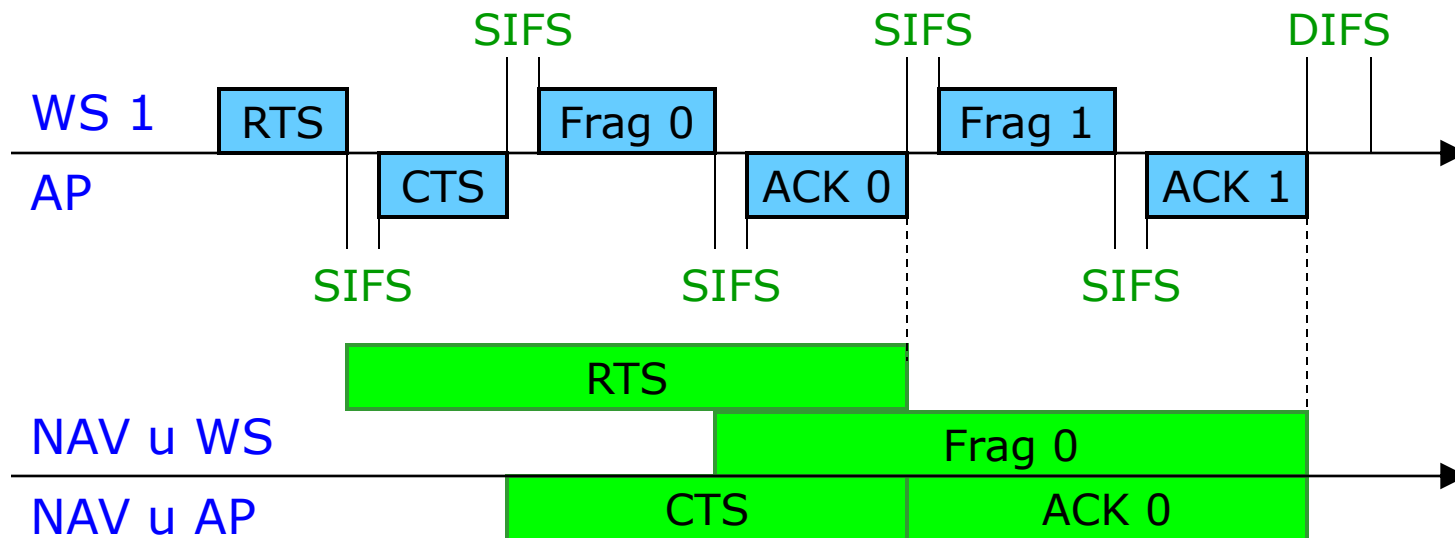 SIFS SIFS DIFS
WS 1 RTS Frag 0 Frag 1
AP CTS ACK 0 ACK 1
SIFS SIFS SIFS
RTS
NAV u WS Frag 0
NAV u AP CTS ACK 0